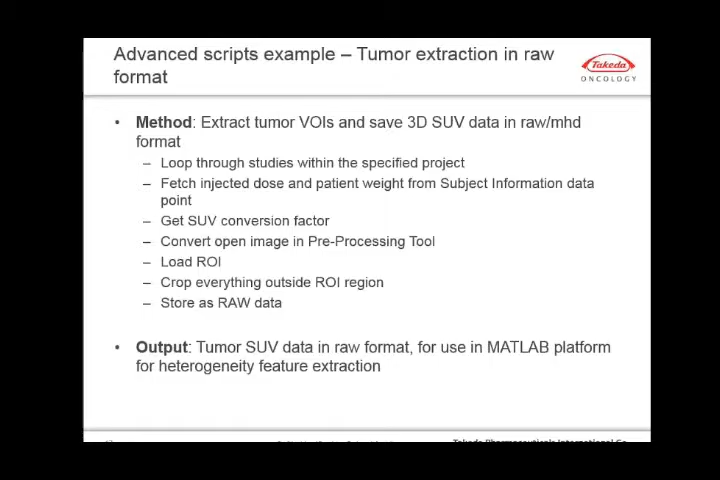 Advanced scripts example – Tumor extraction in raw
format
Takeda
ONCOLOGY
• Method: Extract tumor VOIs and save 3D SUV data in raw/mhd
format
– Loop through studies within the specified project
– Fetch injected dose and patient weight from Subject Information data
point
– Get SUV conversion factor
– Convert open image in Pre-Processing Tool
– Load ROI
– Crop everything outside ROI region
– Store as RAW data
• Output: Tumor SUV data in raw format, for use in MATLAB platform
for heterogeneity feature extraction
Takeda Pharmaceuticals International Co